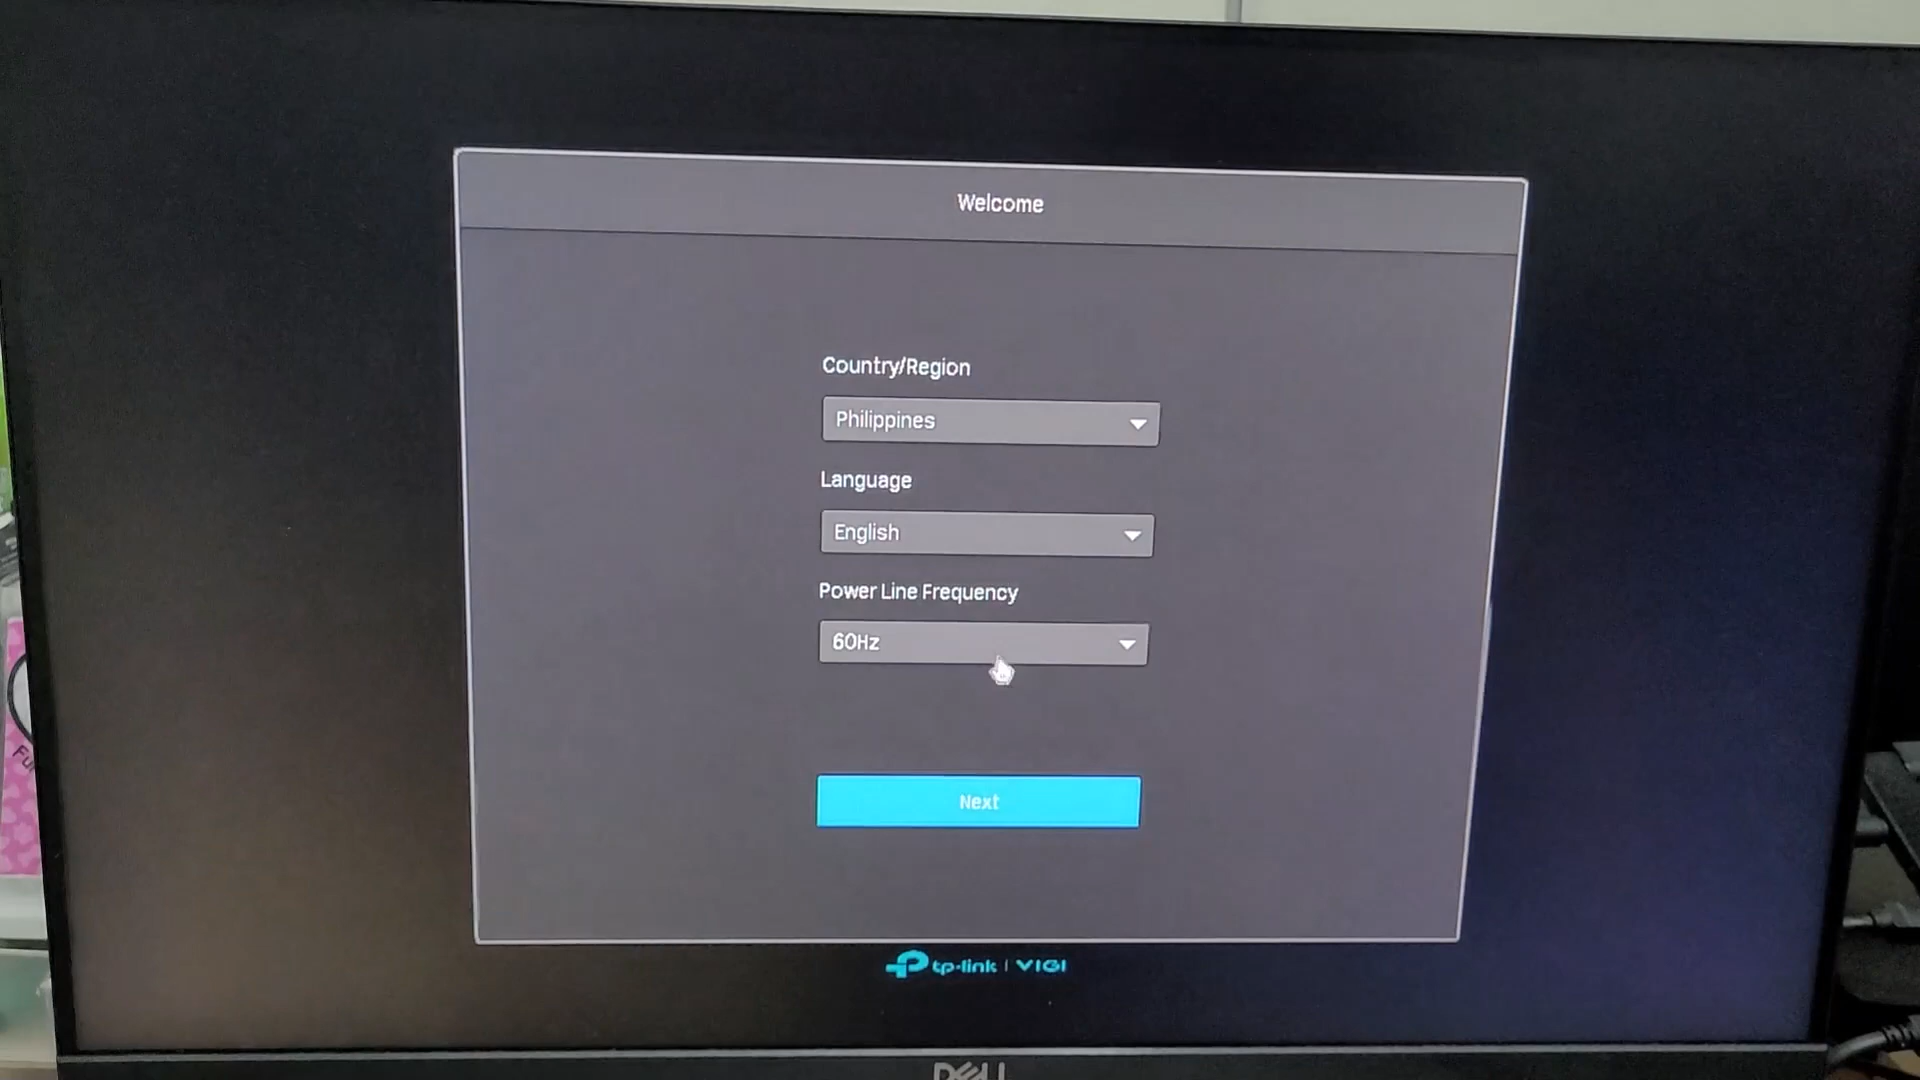 Welcome
Country/Region
Philippines
Language
English
Power Line Frequency
60Hz
Next
tp-link | VIGI
DELL